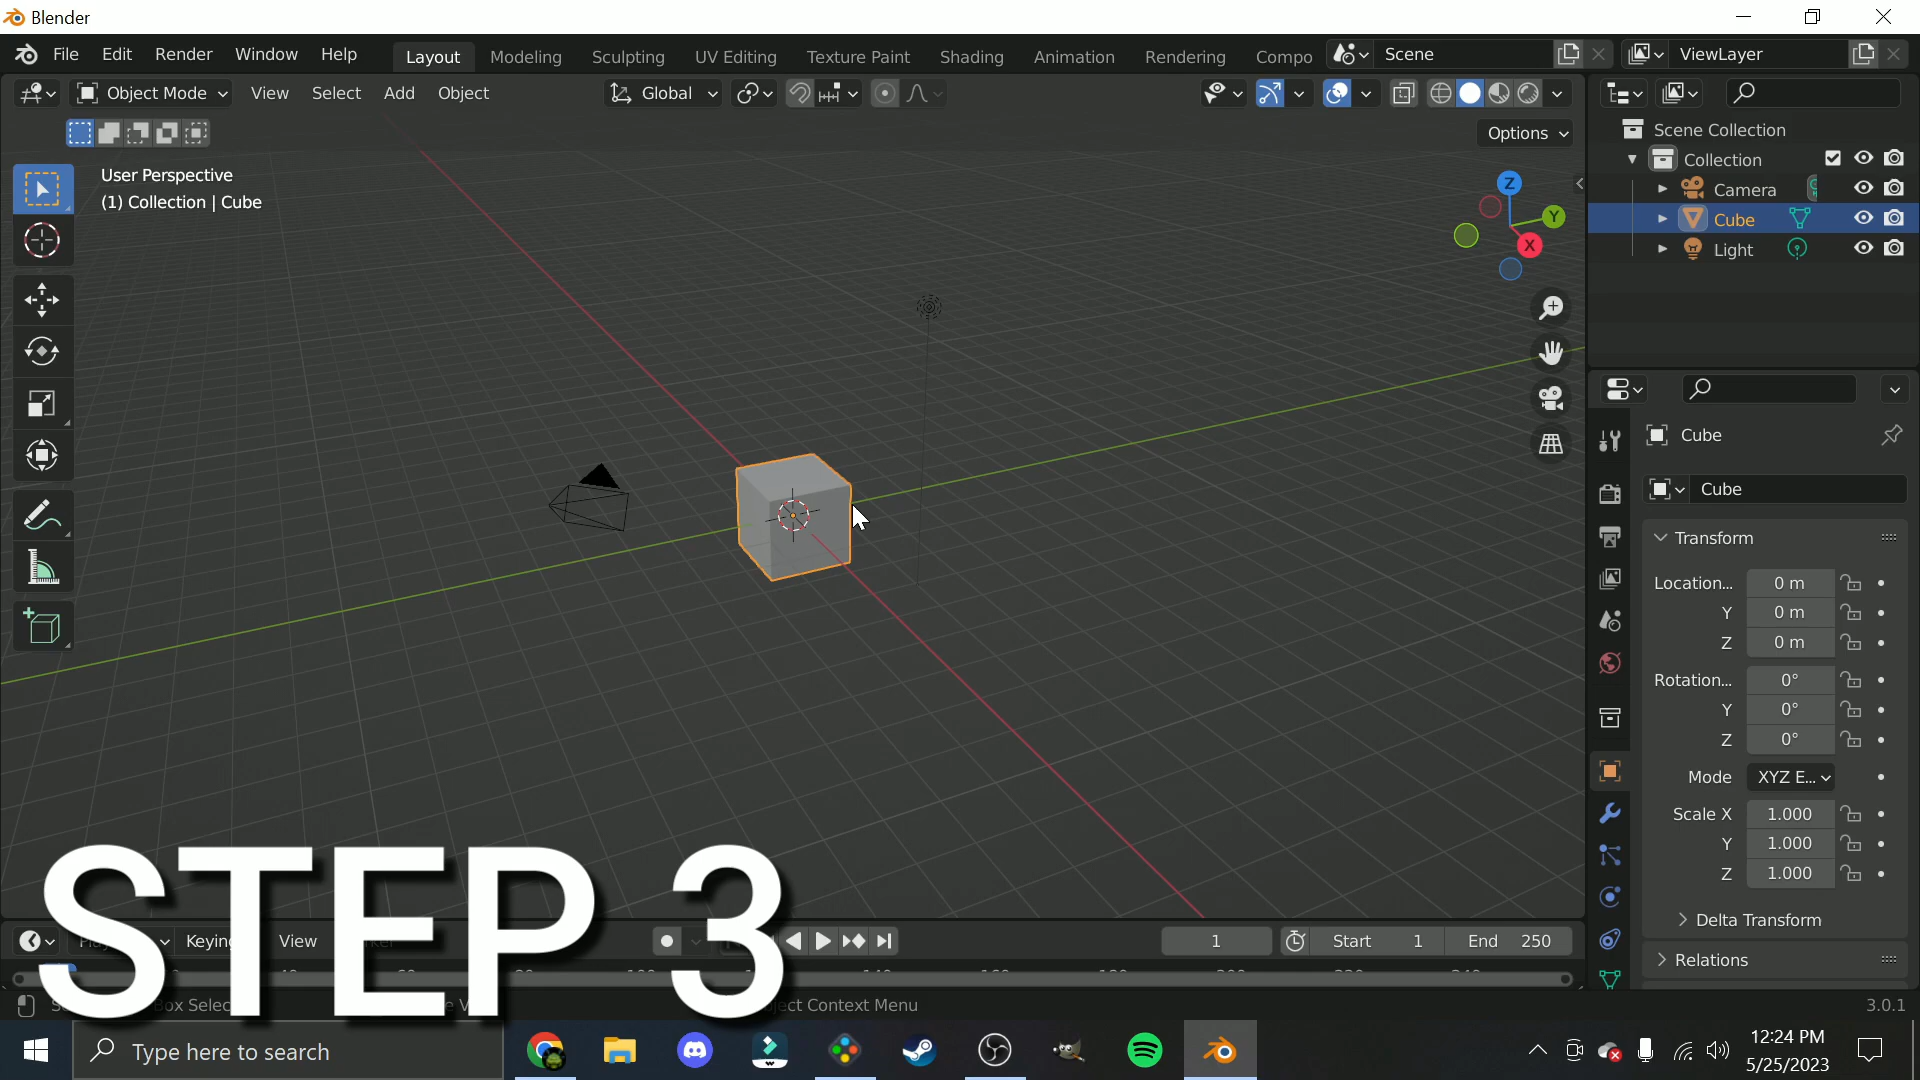 Blender
File Edit Render Window Help Layout Modeling Sculpting UV Editing Texture Paint Shading Animation Rendering Compo Scene ViewLayer
Object Mode View Select Add Object Global
Options
User Perspective
(1) Collection | Cube
Z
Y
X
Scene Collection
Collection
Camera
Cube
Light
Cube
Cube
Transform
Location... 0 m
Y 0 m
Z 0 m
Rotation... 0°
Y 0°
Z 0°
Mode XYZ E...
Scale X 1.000
Y 1.000
Z 1.000
Delta Transform
Relations
STEP 3
Keying View 1 Start 1 End 250
Box Selec
ject Context Menu
3.0.1
Type here to search
12:24 PM
5/25/2023